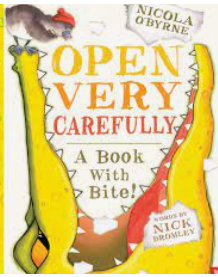 NICOLA
O'BYRNE
OPEN
VERY
CAREFULLY
A Book
With
Bite!
WORDS BY
NICK
BROMLEY